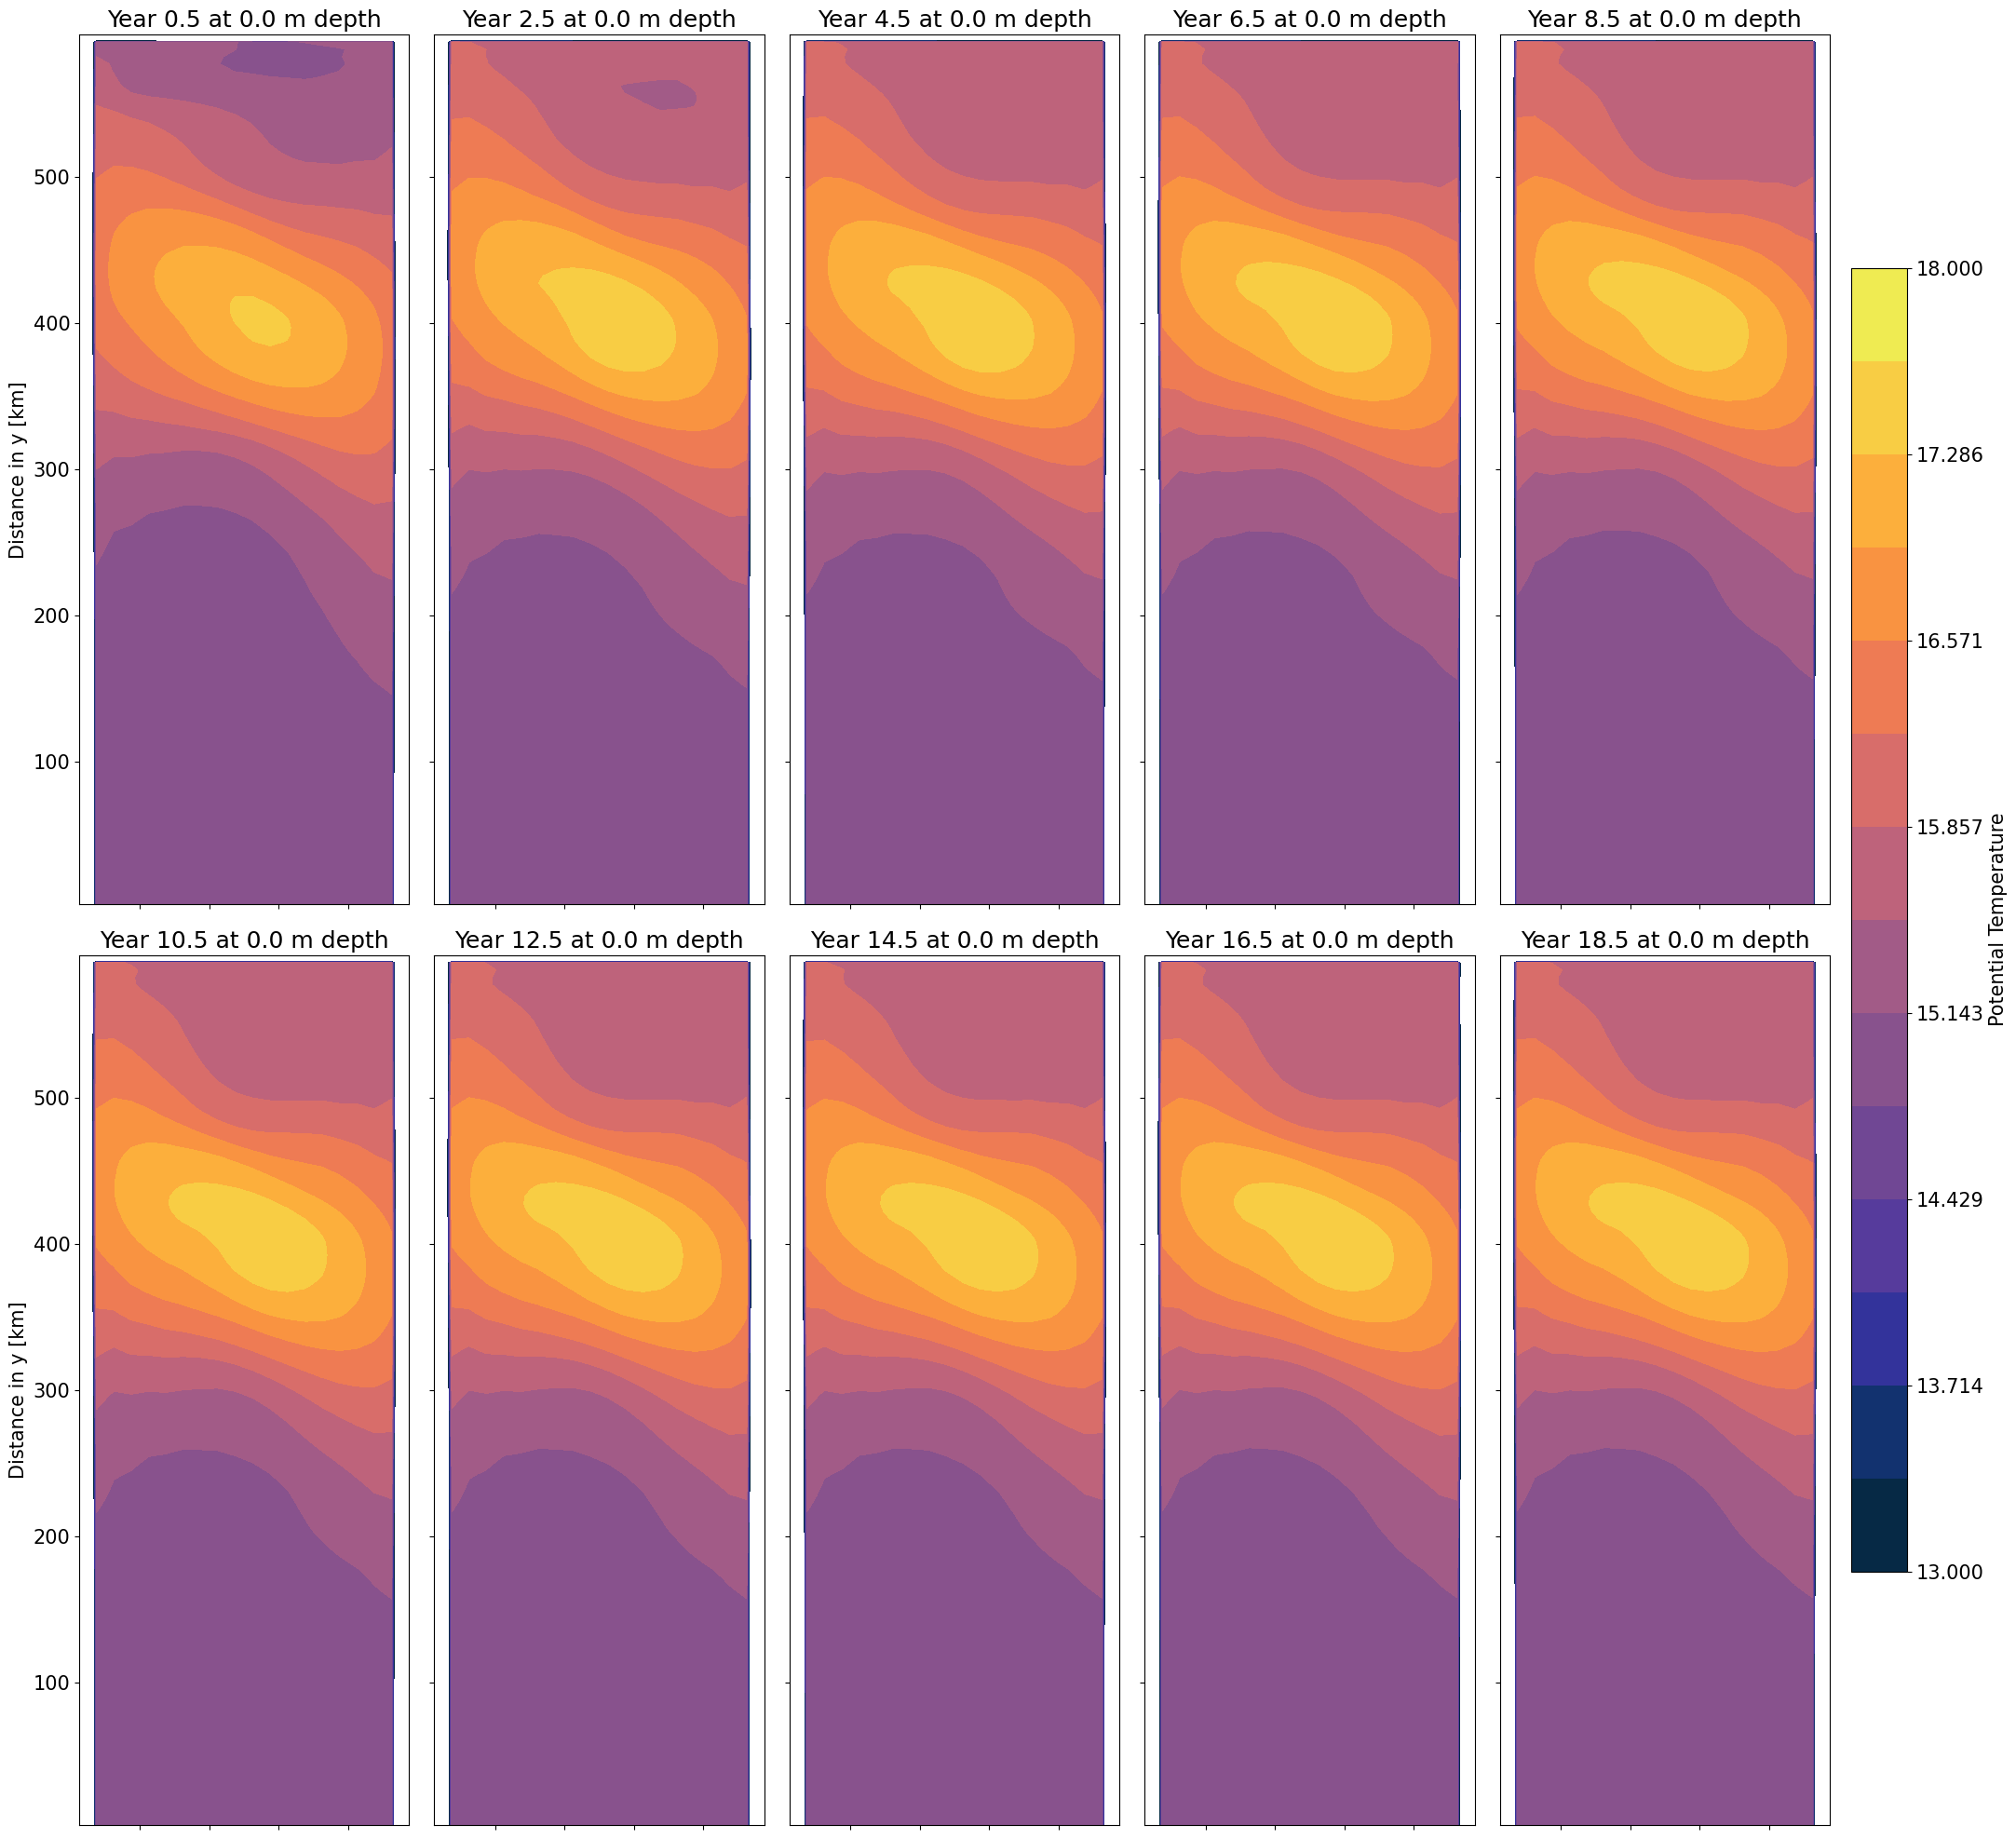 Year 0.5 at 0.0 m depth
Year 2.5 at 0.0 m depth
Year 4.5 at 0.0 m depth
Year 6.5 at 0.0 m depth
Year 8.5 at 0.0 m depth
500
400
300
200
100
Distance in y [km]
Year 10.5 at 0.0 m depth
Year 12.5 at 0.0 m depth
Year 14.5 at 0.0 m depth
Year 16.5 at 0.0 m depth
Year 18.5 at 0.0 m depth
500
400
300
200
100
Distance in y [km]
18.000
17.286
16.571
15.857
15.143
14.429
13.714
13.000
Potential Temperature